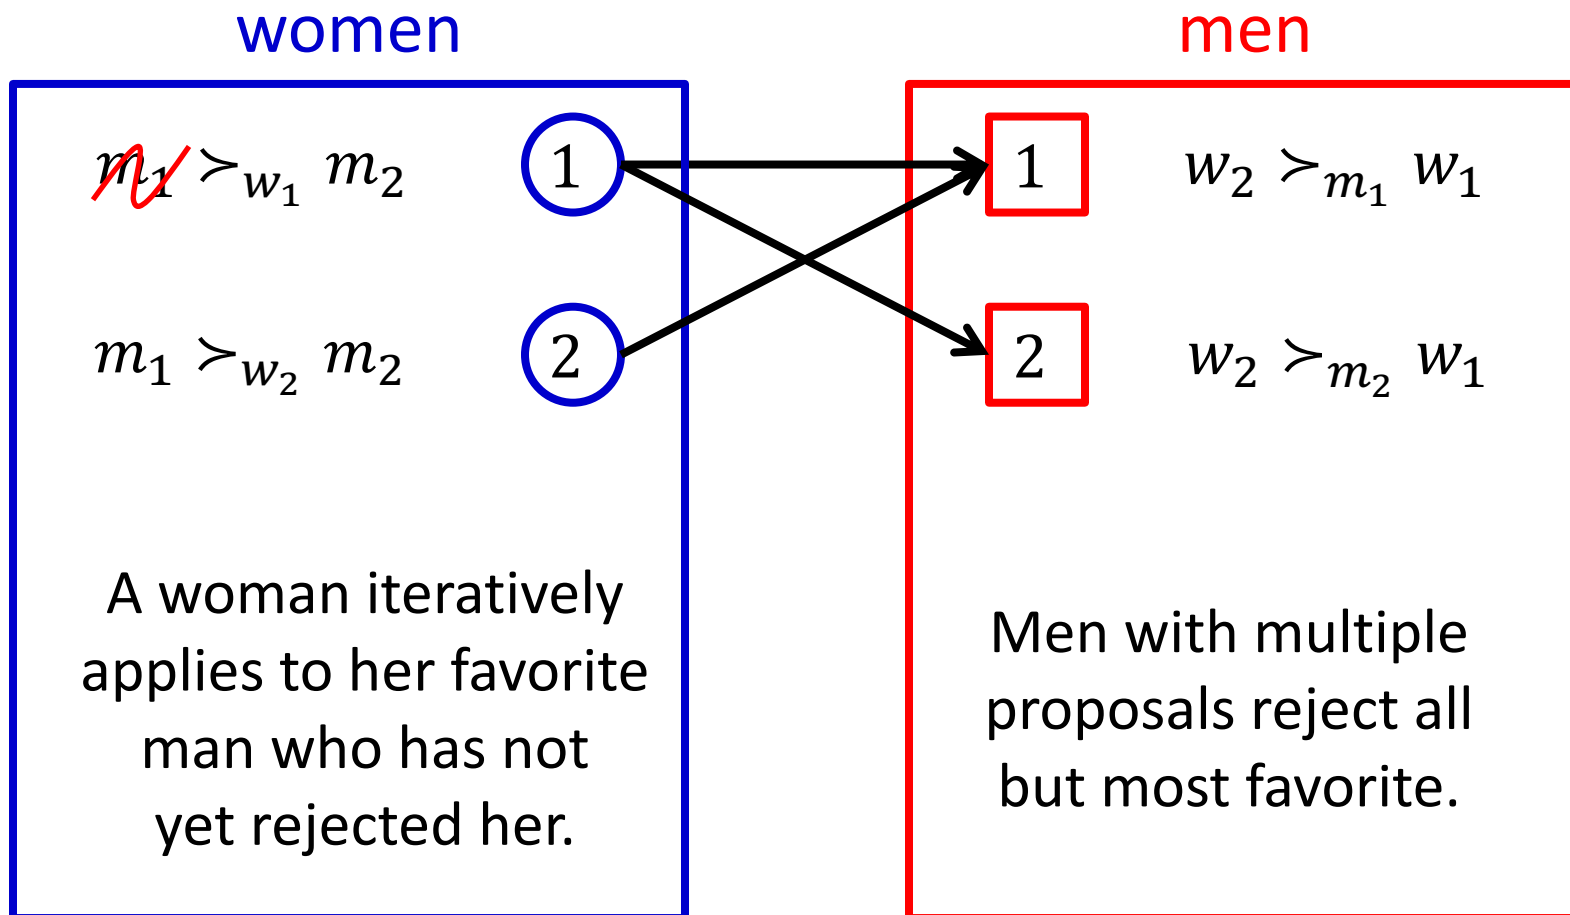 women
men
m₁ ≻w₁ m₂
1
1
w₂ ≻m₁ w₁
m₁ ≻w₂ m₂
2
2
w₂ ≻m₂ w₁
A woman iteratively
applies to her favorite
man who has not
yet rejected her.
Men with multiple
proposals reject all
but most favorite.